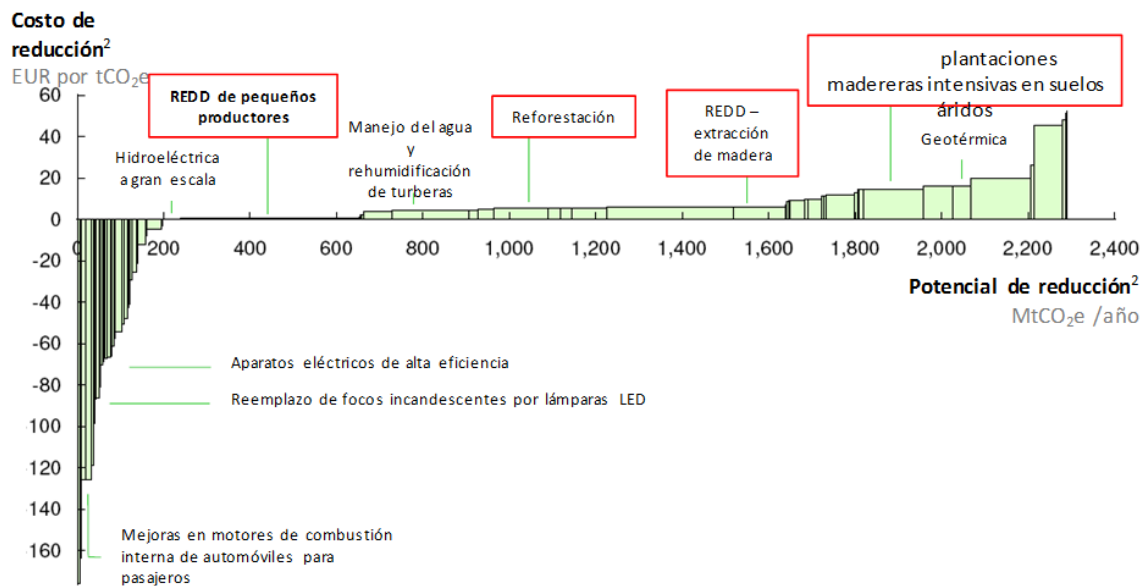 Costo de
reducción²
EUR por tCO₂e
60
40
20
0
-20
-40
-60
-80
100
120
140
160
REDD de pequeños
productores
Hidroeléctrica
a gran escala
Manejo del agua
y
rehumidificación
de turberas
Reforestación
REDD –
extracción
de madera
plantaciones
madereras intensivas en suelos
áridos
Geotérmica
0
200
400
600
800
1,000
1,200
1,400
1,600
1,800
2,000
2,200
2,400
Potencial de reducción²
MtCO₂e /año
Aparatos eléctricos de alta eficiencia
Reemplazo de focos incandescentes por lámparas LED
Mejoras en motores de combustión
interna de automóviles para
pasajeros